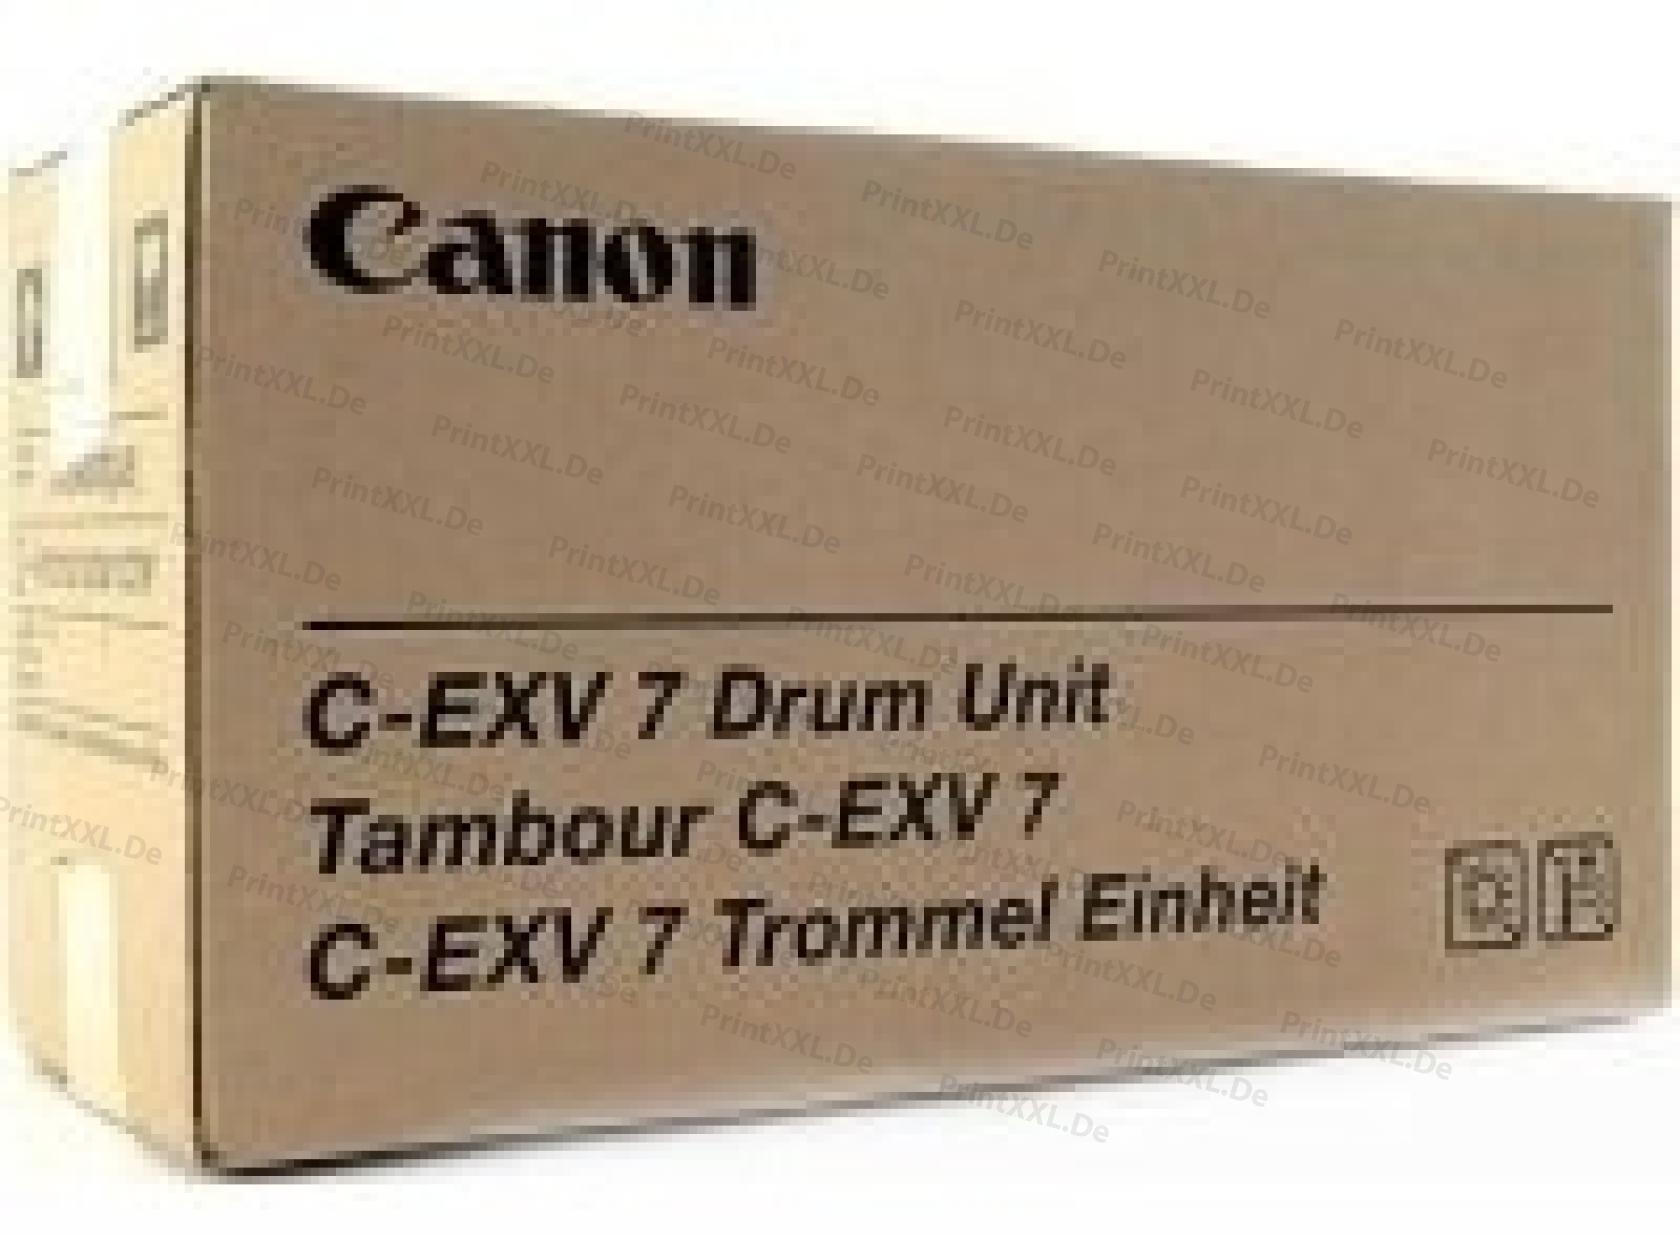 Canon
C-EXV 7 Drum Unit
Tambour C-EXV 7
C-EXV 7 Trommel Einheit
PrintXXL.De